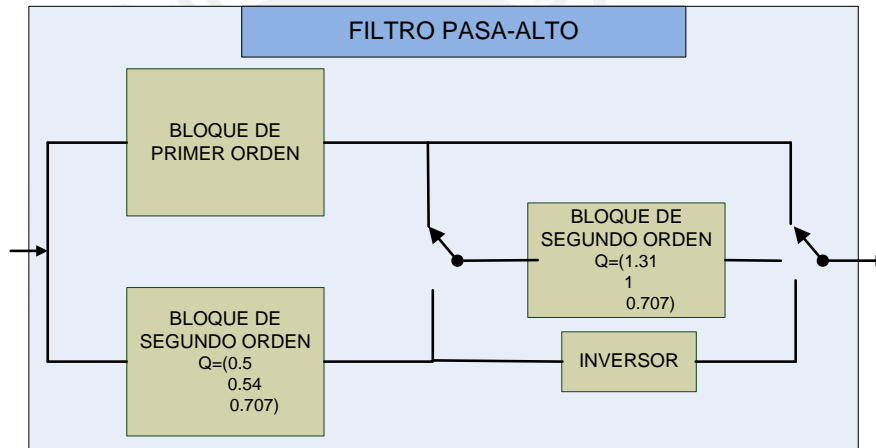 FILTRO PASA-ALTO
BLOQUE DE
PRIMER ORDEN
BLOQUE DE
SEGUNDO ORDEN
Q=(1.31
1
0.707)
BLOQUE DE
SEGUNDO ORDEN
Q=(0.5
0.54
0.707)
INVERSOR